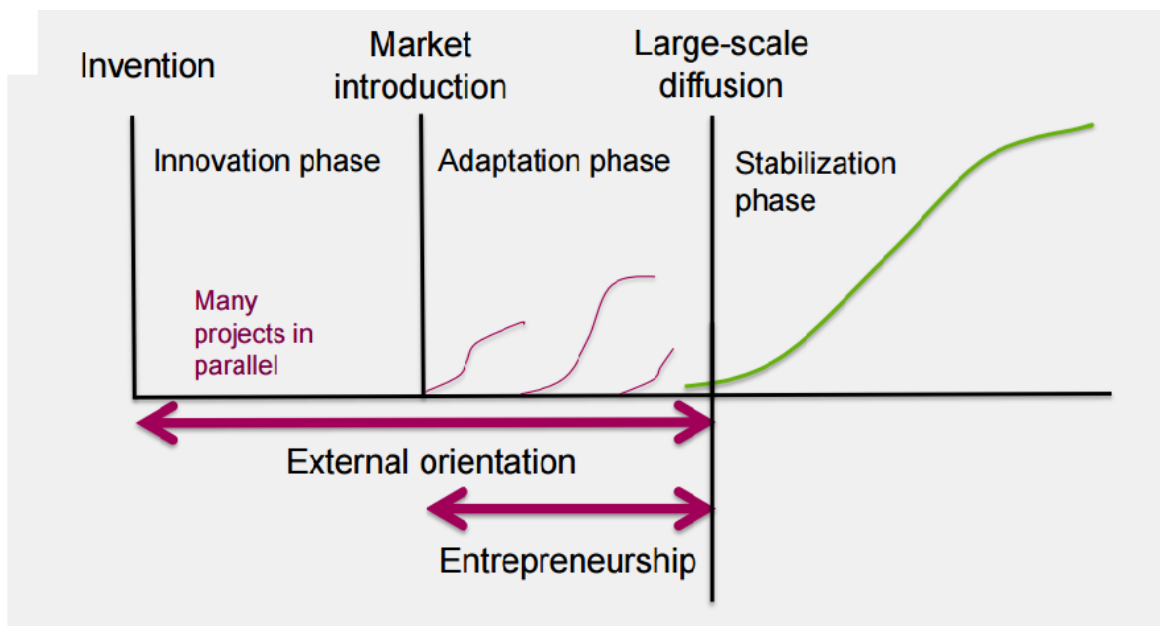 Invention
Market
introduction
Large-scale
diffusion
Innovation phase
Adaptation phase
Stabilization
phase
Many
projects in
parallel
External orientation
Entrepreneurship